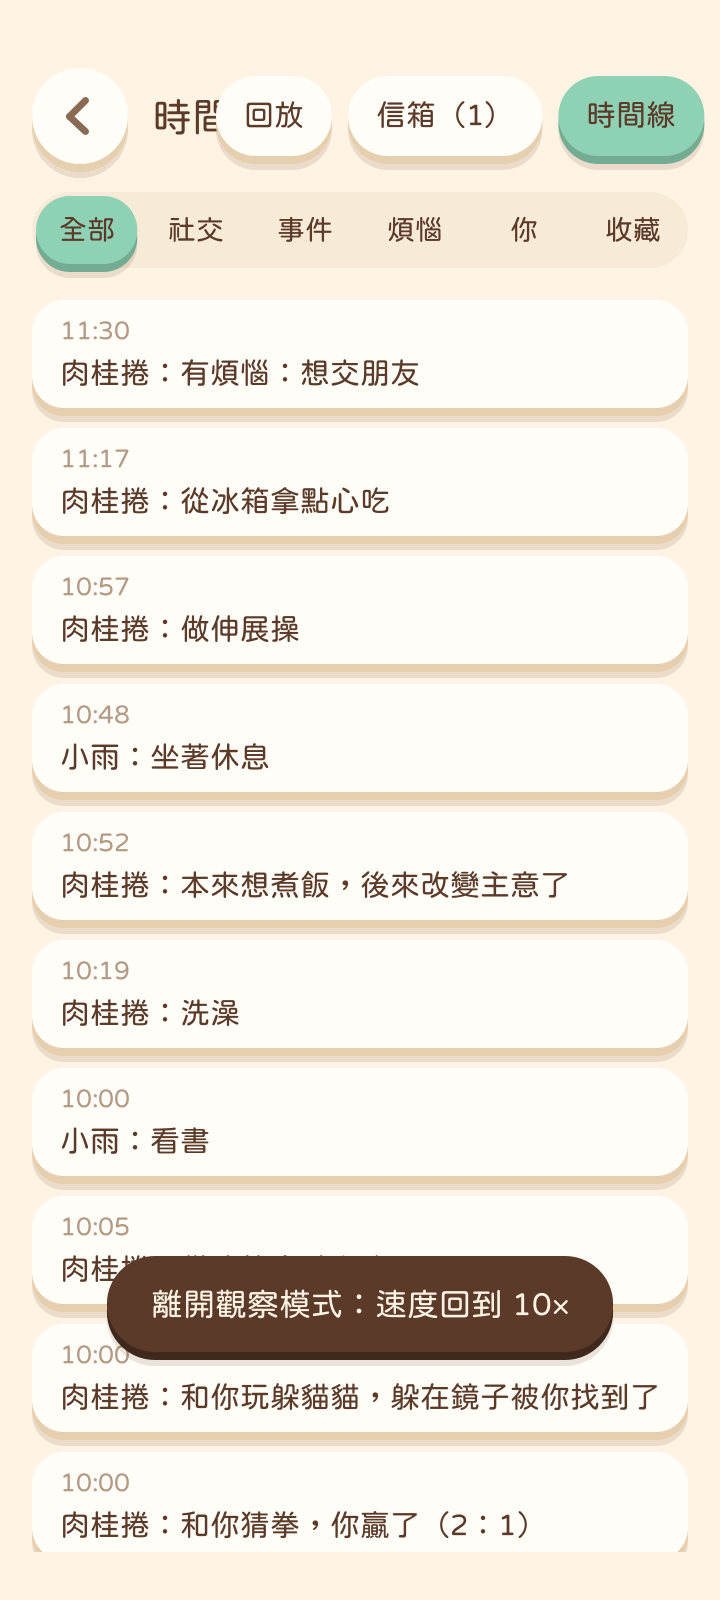 時間
回放
信箱（1）
時間線
全部
社交
事件
煩惱
你
收藏
11:30
肉桂捲：有煩惱：想交朋友
11:17
肉桂捲：從冰箱拿點心吃
10:57
肉桂捲：做伸展操
10:48
小雨：坐著休息
10:52
肉桂捲：本來想煮飯，後來改變主意了
10:19
肉桂捲：洗澡
10:00
小雨：看書
10:05
肉桂
離開觀察模式：速度回到 10×
10:00
肉桂捲：和你玩躲貓貓，躲在鏡子被你找到了
10:00
肉桂捲：和你猜拳，你贏了（2：1）